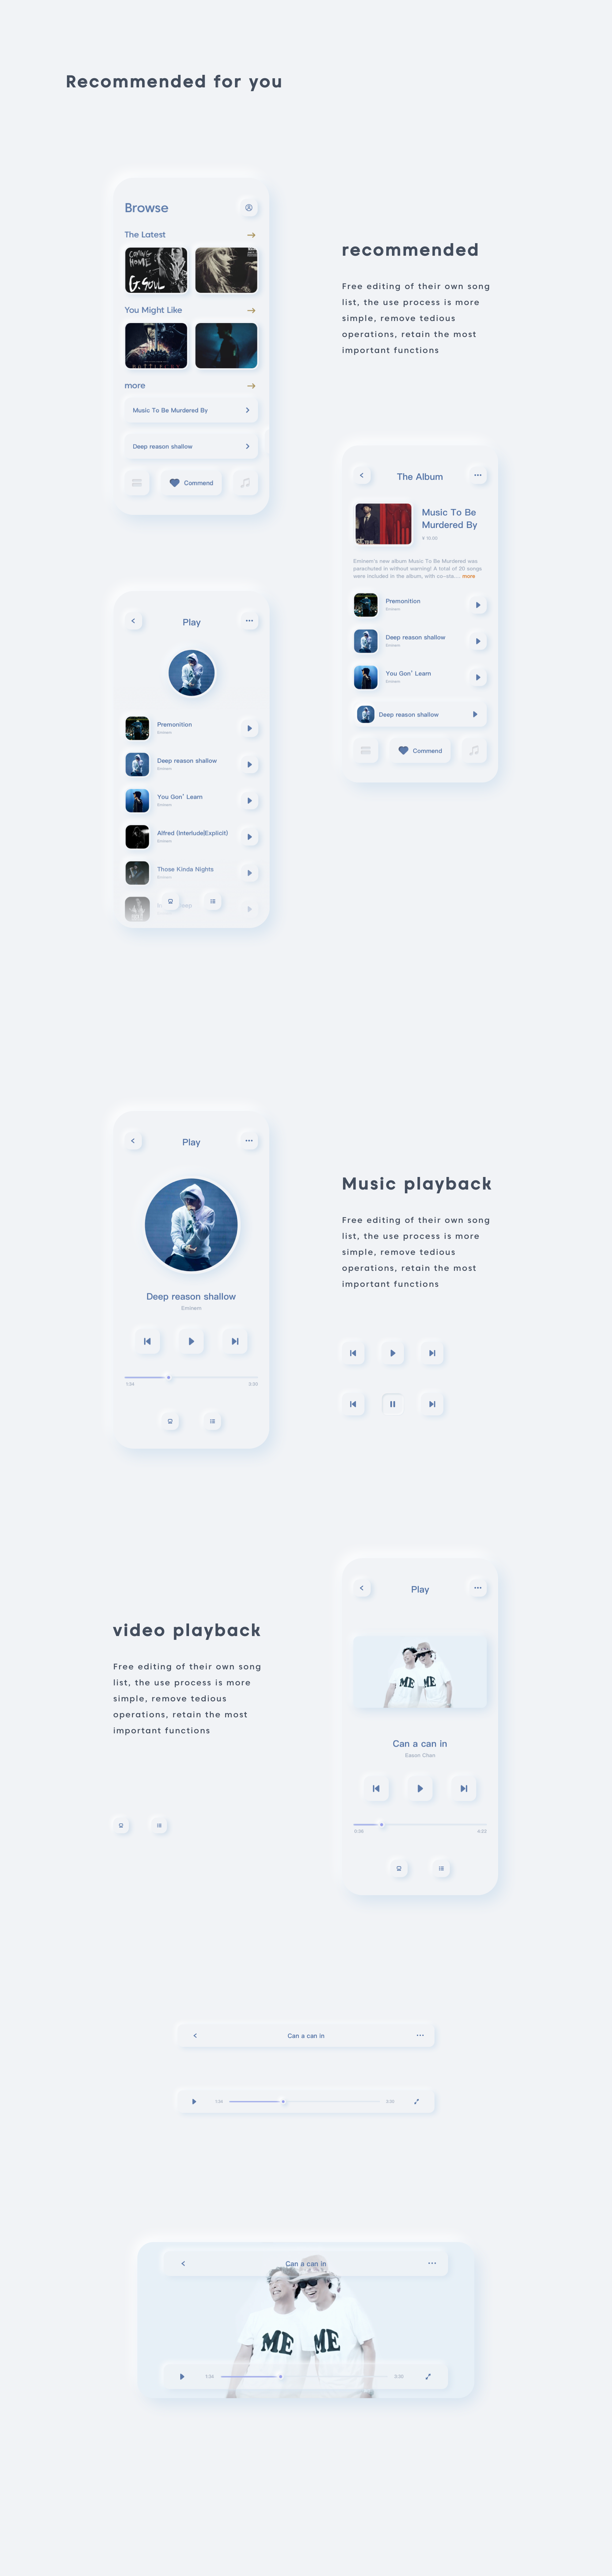 Recommended for you
Browse
The Latest
COMING
HOME
G.SOUL
You Might Like
more
Music To Be Murdered By
Deep reason shallow
Commend
recommended
Free editing of their own song
list, the use process is more
simple, remove tedious
operations, retain the most
important functions
The Album
Music To Be
Murdered By
¥ 10.00
Eminem's new album Music To Be Murdered was
parachuted in without warning! A total of 20 songs
were included in the album, with co-sta.... more
Premonition
Eminem
Deep reason shallow
Eminem
You Gon' Learn
Eminem
Deep reason shallow
Commend
Play
Premonition
Eminem
Deep reason shallow
Eminem
You Gon' Learn
Eminem
Alfred (Interlude|Explicit)
Eminem
Those Kinda Nights
Eminem
Play
Deep reason shallow
Eminem
1:34
3:30
Music playback
Free editing of their own song
list, the use process is more
simple, remove tedious
operations, retain the most
important functions
video playback
Free editing of their own song
list, the use process is more
simple, remove tedious
operations, retain the most
important functions
Play
ME ME
Can a can in
Eason Chan
0:56
4:23
Can a can in
1:34
3:30
Can a can in
ME ME
1:34
3:30